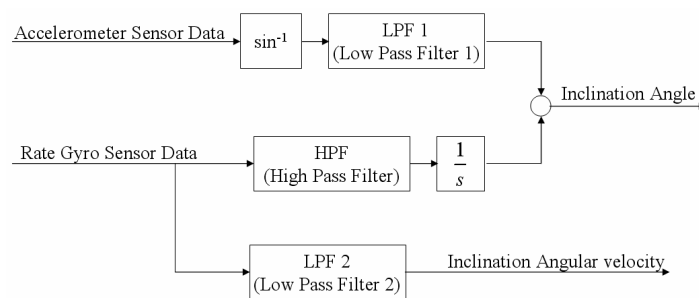 Accelerometer Sensor Data
sin-1
LPF 1
(Low Pass Filter 1)
Inclination Angle
Rate Gyro Sensor Data
HPF
(High Pass Filter)
1
s
LPF 2
(Low Pass Filter 2)
Inclination Angular velocity